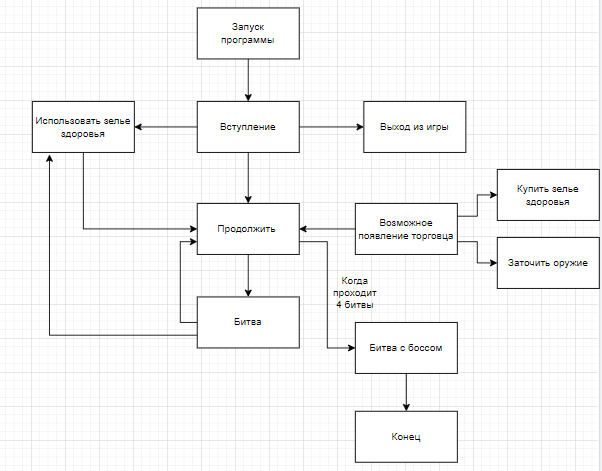 Запуск
программы
Использовать зелье
здоровья
Вступление
Выход из игры
Купить зелье
здоровья
Продолжить
Возможное
появление торговца
Заточить оружие
Когда
проходит
4 битвы
Битва
Битва с боссом
Конец